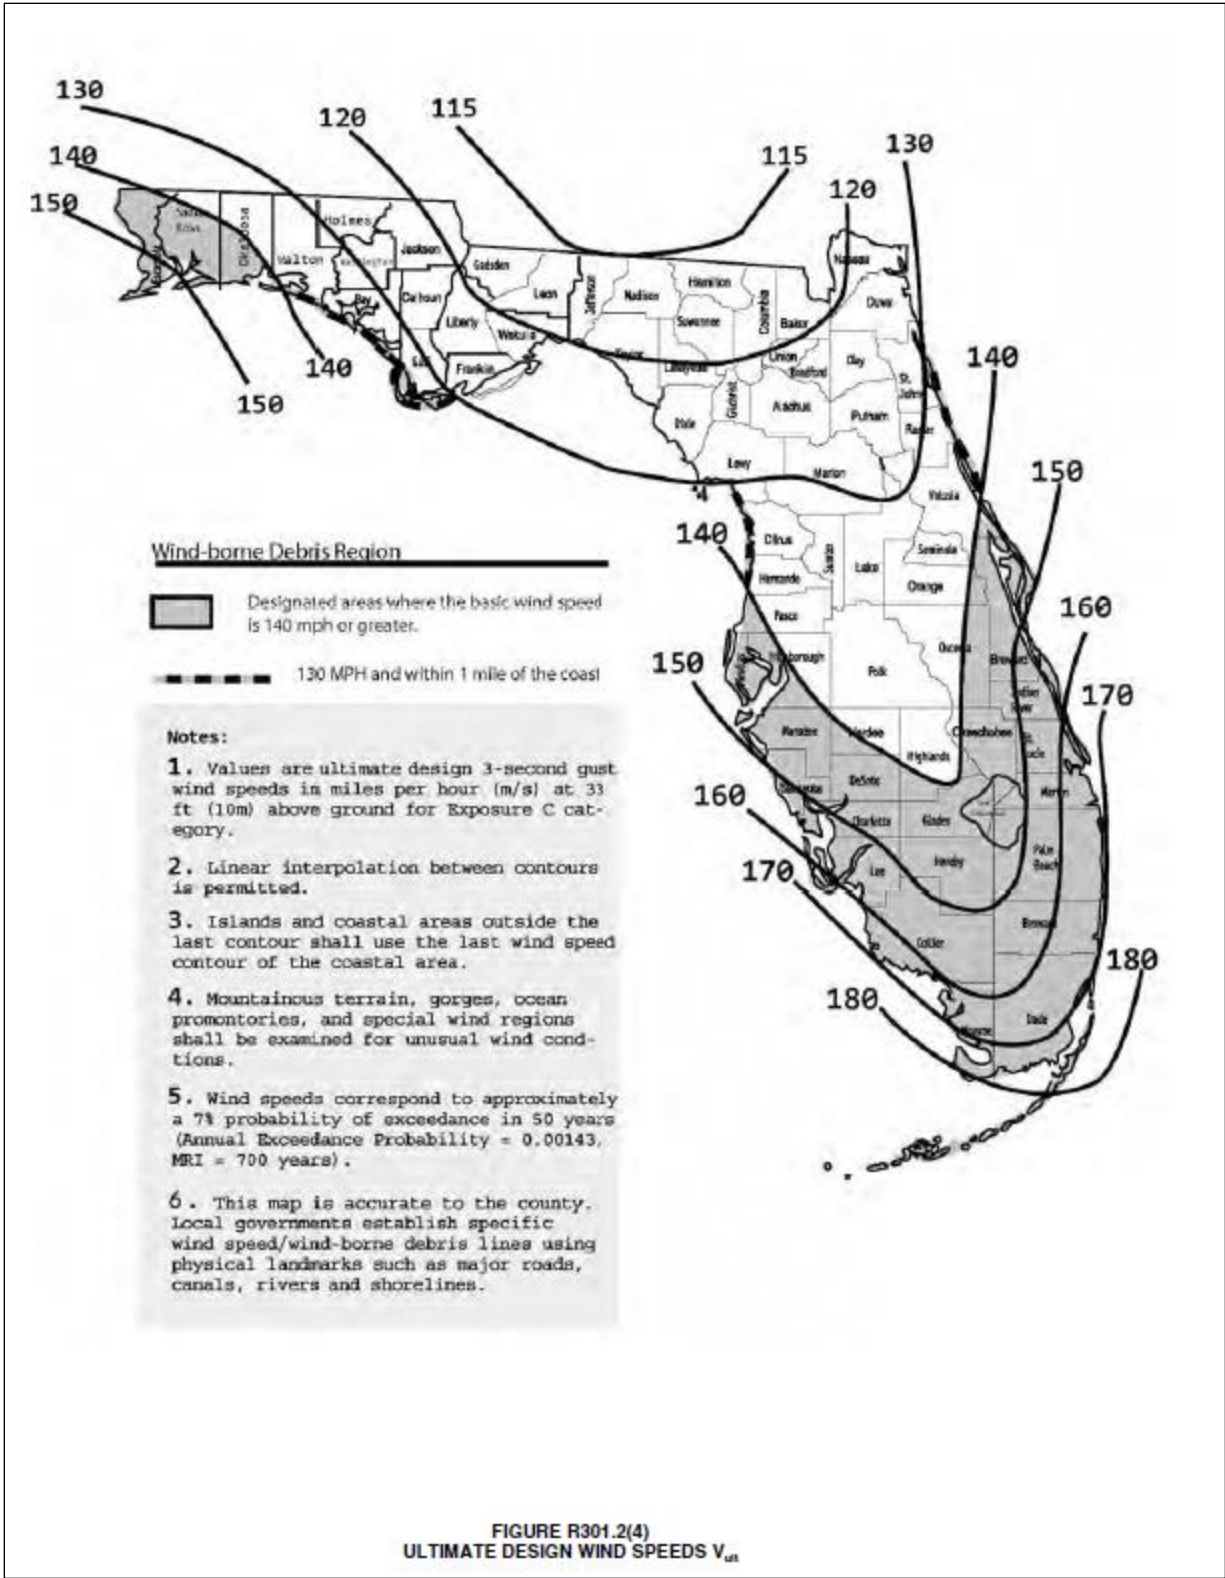 130
120
115
115
130
120
140
150
Holmes
Okaloosa
Walton
Jackson
Gadsden
Leon
Jefferson
Madison
Hamilton
Suwannee
Columbia
Baker
Nassau
Duval
Bay
Calhoun
Liberty
Wakulla
Gulf
Franklin
Taylor
Lafayette
Union
Bradford
Clay
St. Johns
Dixie
Gilchrist
Alachua
Putnam
Levy
Marion
Volusia
140
150
140
150
140
Citrus
Sumter
Lake
Seminole
Orange
Hernando
Pasco
Polk
Osceola
Brevard
Indian River
150
160
170
Manatee
Hardee
Highlands
Okeechobee
St. Lucie
Martin
DeSoto
Charlotte
Glades
Lee
Hendry
Palm Beach
160
170
Collier
Broward
180
180
Monroe
Dade
Wind-borne Debris Region
Designated areas where the basic wind speed
is 140 mph or greater.
130 MPH and within 1 mile of the coast
Notes:
1. Values are ultimate design 3-second gust
wind speeds in miles per hour (m/s) at 33
ft (10m) above ground for Exposure C cat-
egory.
2. Linear interpolation between contours
is permitted.
3. Islands and coastal areas outside the
last contour shall use the last wind speed
contour of the coastal area.
4. Mountainous terrain, gorges, ocean
promontories, and special wind regions
shall be examined for unusual wind cond-
tions.
5. Wind speeds correspond to approximately
a 7% probability of exceedance in 50 years
(Annual Exceedance Probability = 0.00143,
MRI = 700 years).
6. This map is accurate to the county.
Local governments establish specific
wind speed/wind-borne debris lines using
physical landmarks such as major roads,
canals, rivers and shorelines.
FIGURE R301.2(4)
ULTIMATE DESIGN WIND SPEEDS Vult